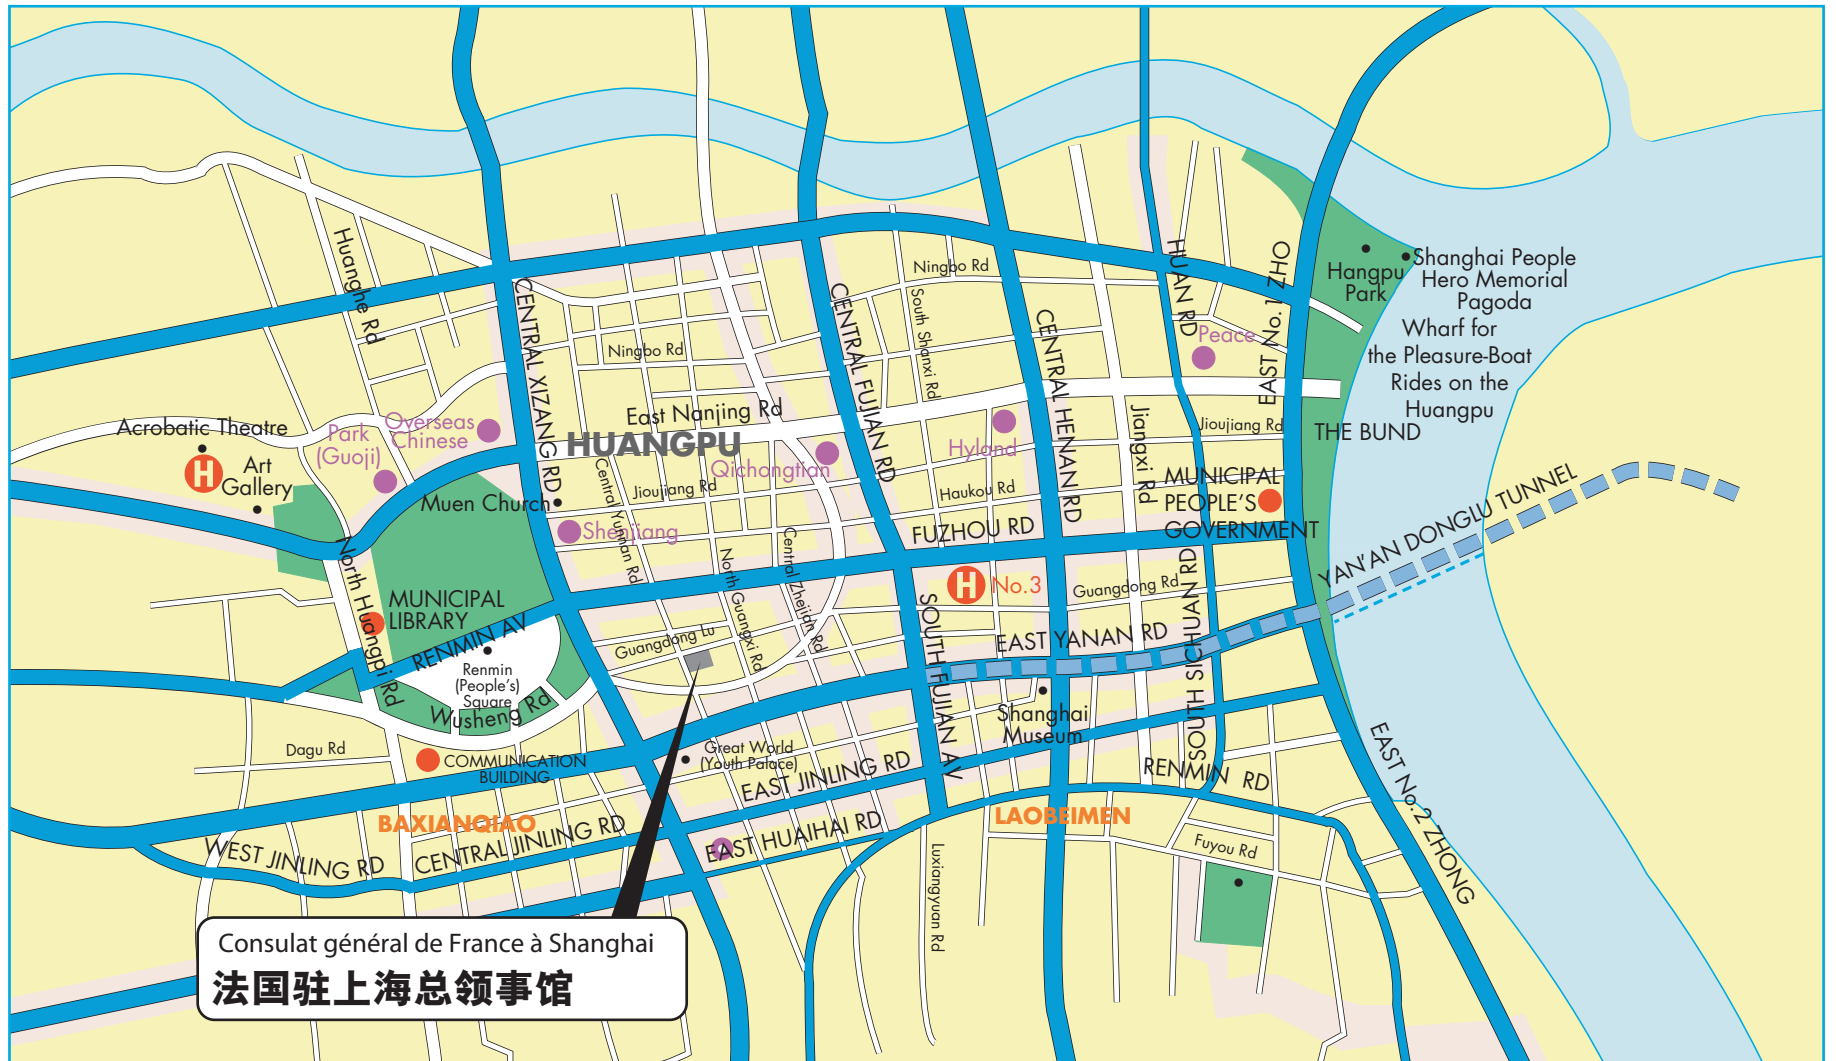 Huanghe Rd
CENTRAL XIZANG RD
CENTRAL FUJIAN RD
Ningbo Rd
South Shanxi Rd
CENTRAL HENAN RD
HUAN RD
EAST No. 1 ZHO
Hangpu
Park
Shanghai People
Hero Memorial
Pagoda
Wharf for
the Pleasure-Boat
Rides on the
Huangpu
Peace
Ningbo Rd
East Nanjing Rd
HUANGPU
Acrobatic Theatre
H
Art
Gallery
Park
(Guoji)
Overseas
Chinese
Muen Church
Shenjiang
Central Yunnan Rd
Jioujiang Rd
Qichongtian
Hyland
Haukou Rd
Jiangxi Rd
Jioujiang Rd
THE BUND
MUNICIPAL
PEOPLE'S
GOVERNMENT
YAN'AN DONGLU TUNNEL
FUZHOU RD
H
No.3
Guangdong Rd
North Huangpi Rd
MUNICIPAL
LIBRARY
RENMIN AV
Renmin
(People's)
Square
Wusheng Rd
Guangdong Lu
North Guangxi Rd
Central Zhejian Rd
SOUTH FUJIAN AV
EAST YANAN RD
SOUTH SICHUAN RD
Shanghai
Museum
Dagu Rd
COMMUNICATION
BUILDING
Great World
(Youth Palace)
EAST JINLING RD
RENMIN RD
EAST No.2 ZHONG
BAXIANQIAO
LAOBEIMEN
WEST JINLING RD
CENTRAL JINLING RD
EAST HUAIHAI RD
Luxiangyuan Rd
Fuyou Rd
Consulat général de France à Shanghai
法国驻上海总领事馆